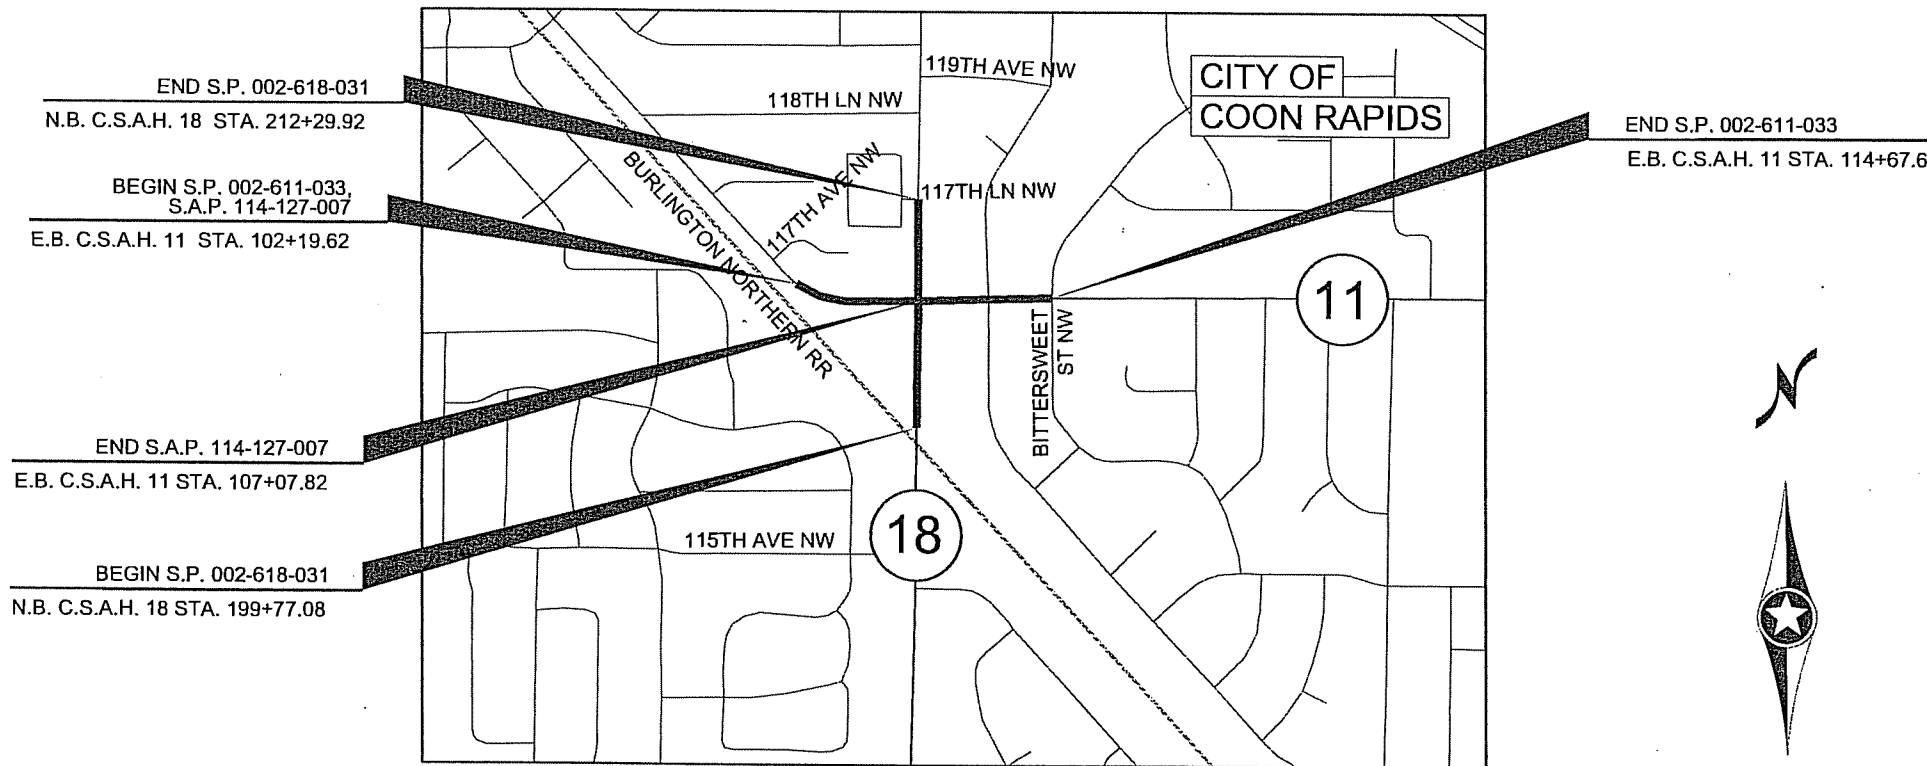 END S.P. 002-618-031
N.B. C.S.A.H. 18 STA. 212+29.92
BEGIN S.P. 002-611-033,
S.A.P. 114-127-007
E.B. C.S.A.H. 11 STA. 102+19.62
END S.A.P. 114-127-007
E.B. C.S.A.H. 11 STA. 107+07.82
BEGIN S.P. 002-618-031
N.B. C.S.A.H. 18 STA. 199+77.08
119TH AVE NW
118TH LN NW
117TH AVE NW
117TH LN NW
BURLINGTON NORTHERN RR
CITY OF
COON RAPIDS
BITTERSWEET
ST NW
11
115TH AVE NW
18
END S.P. 002-611-033
E.B. C.S.A.H. 11 STA. 114+67.6
N